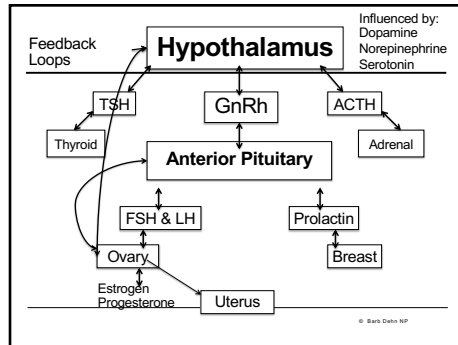 Feedback
Loops
Hypothalamus
Influenced by:
Dopamine
Norepinephrine
Serotonin
TSH
GnRh
ACTH
Thyroid
Adrenal
Anterior Pituitary
FSH & LH
Prolactin
Ovary
Breast
Estrogen
Progesterone
Uterus
© Barb Dehn NP